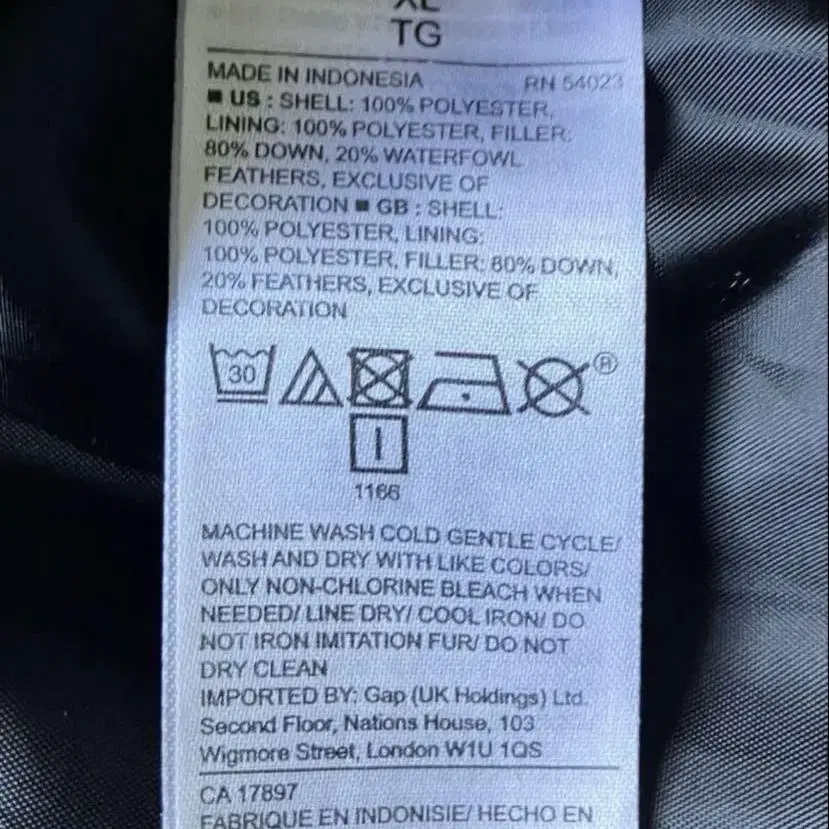 XL
TG
MADE IN INDONESIA RN 54023
■ US : SHELL: 100% POLYESTER,
LINING: 100% POLYESTER, FILLER:
80% DOWN, 20% WATERFOWL
FEATHERS, EXCLUSIVE OF
DECORATION ■ GB : SHELL:
100% POLYESTER, LINING:
100% POLYESTER, FILLER: 80% DOWN,
20% FEATHERS, EXCLUSIVE OF
DECORATION
30
®
1166
MACHINE WASH COLD GENTLE CYCLE/
WASH AND DRY WITH LIKE COLORS/
ONLY NON-CHLORINE BLEACH WHEN
NEEDED/ LINE DRY/ COOL IRON/ DO
NOT IRON IMITATION FUR/ DO NOT
DRY CLEAN
IMPORTED BY: Gap (UK Holdings) Ltd.
Second Floor, Nations House, 103
Wigmore Street, London W1U 1QS
CA 17897
FABRIQUE EN INDONISIE/ HECHO EN